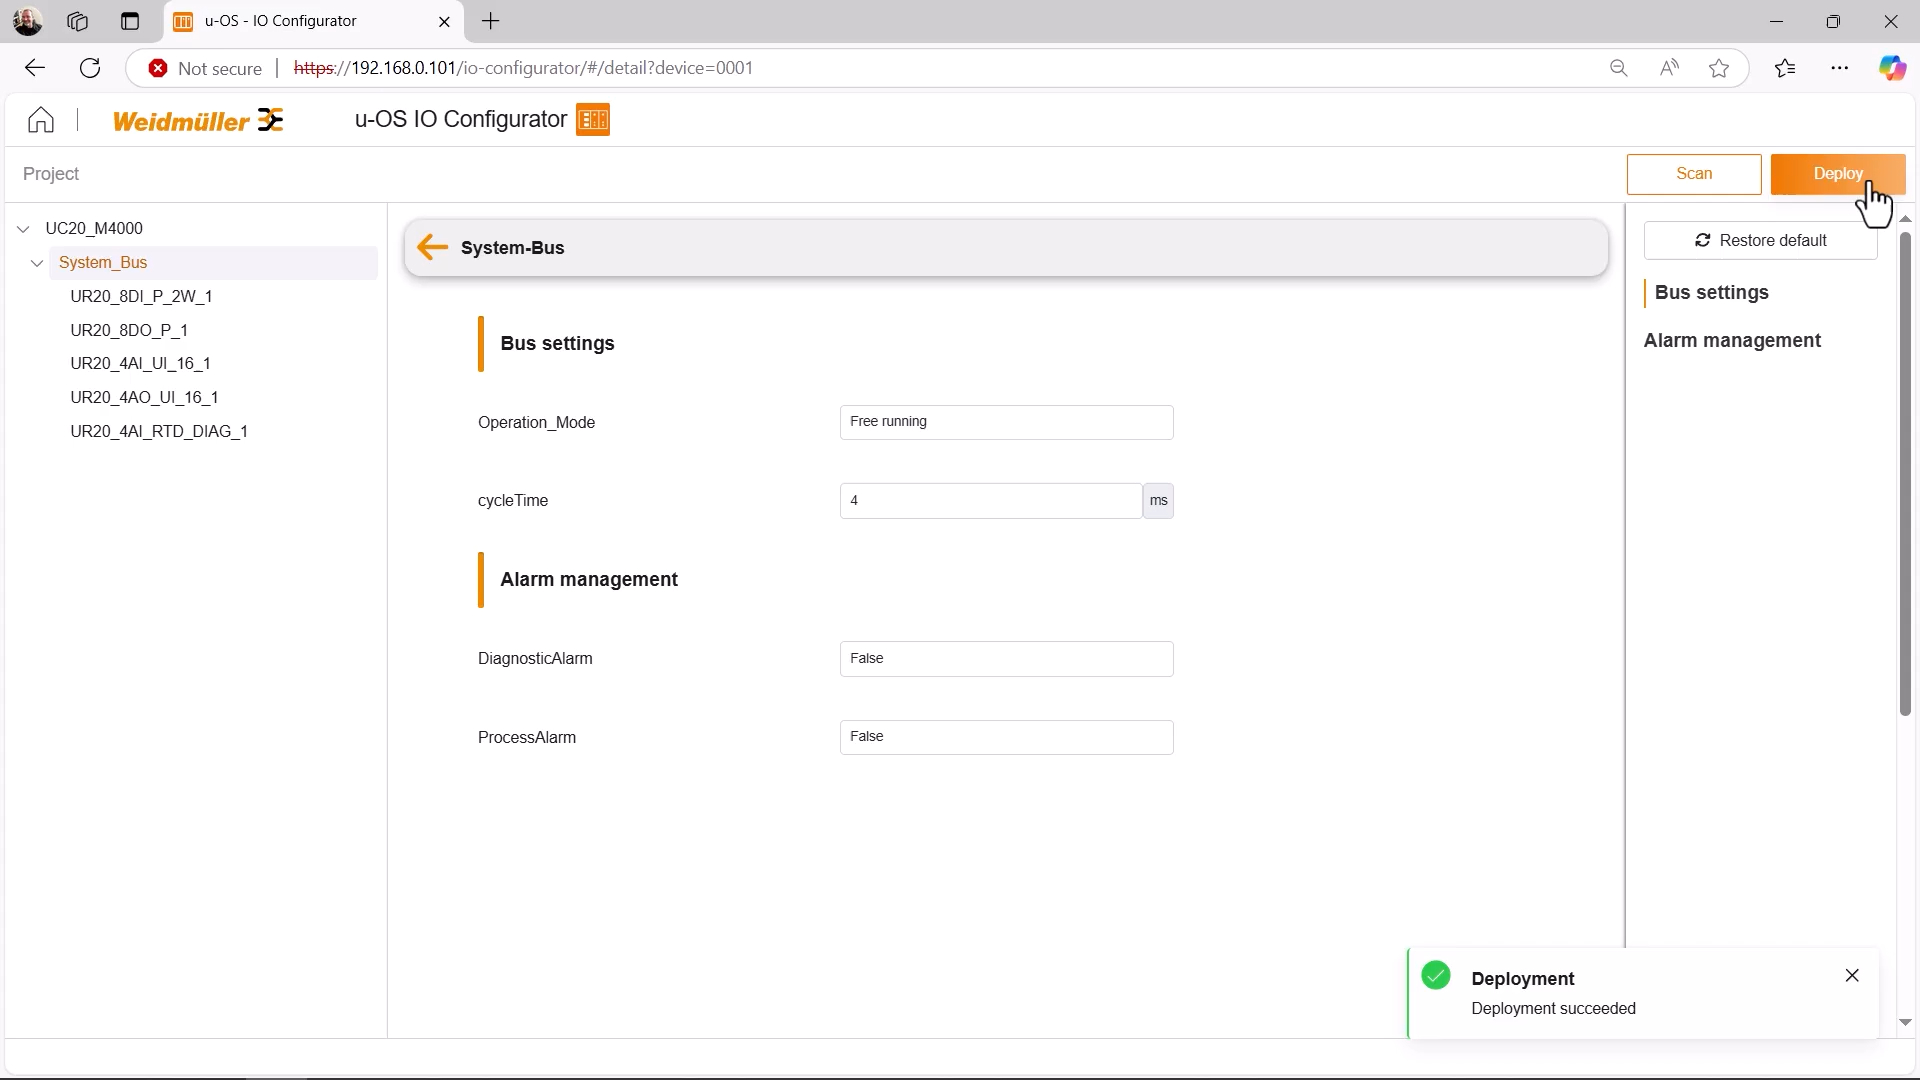 u-OS - IO Configurator
Not secure
https://192.168.0.101/io-configurator/#/detail?device=0001
Weidmüller
u-OS IO Configurator
Project
Scan
Deploy
UC20_M4000
System_Bus
UR20_8DI_P_2W_1
UR20_8DO_P_1
UR20_4AI_UI_16_1
UR20_4AO_UI_16_1
UR20_4AI_RTD_DIAG_1
System-Bus
Bus settings
Operation_Mode
Free running
cycleTime
4
ms
Alarm management
DiagnosticAlarm
False
ProcessAlarm
False
Restore default
Bus settings
Alarm management
Deployment
Deployment succeeded